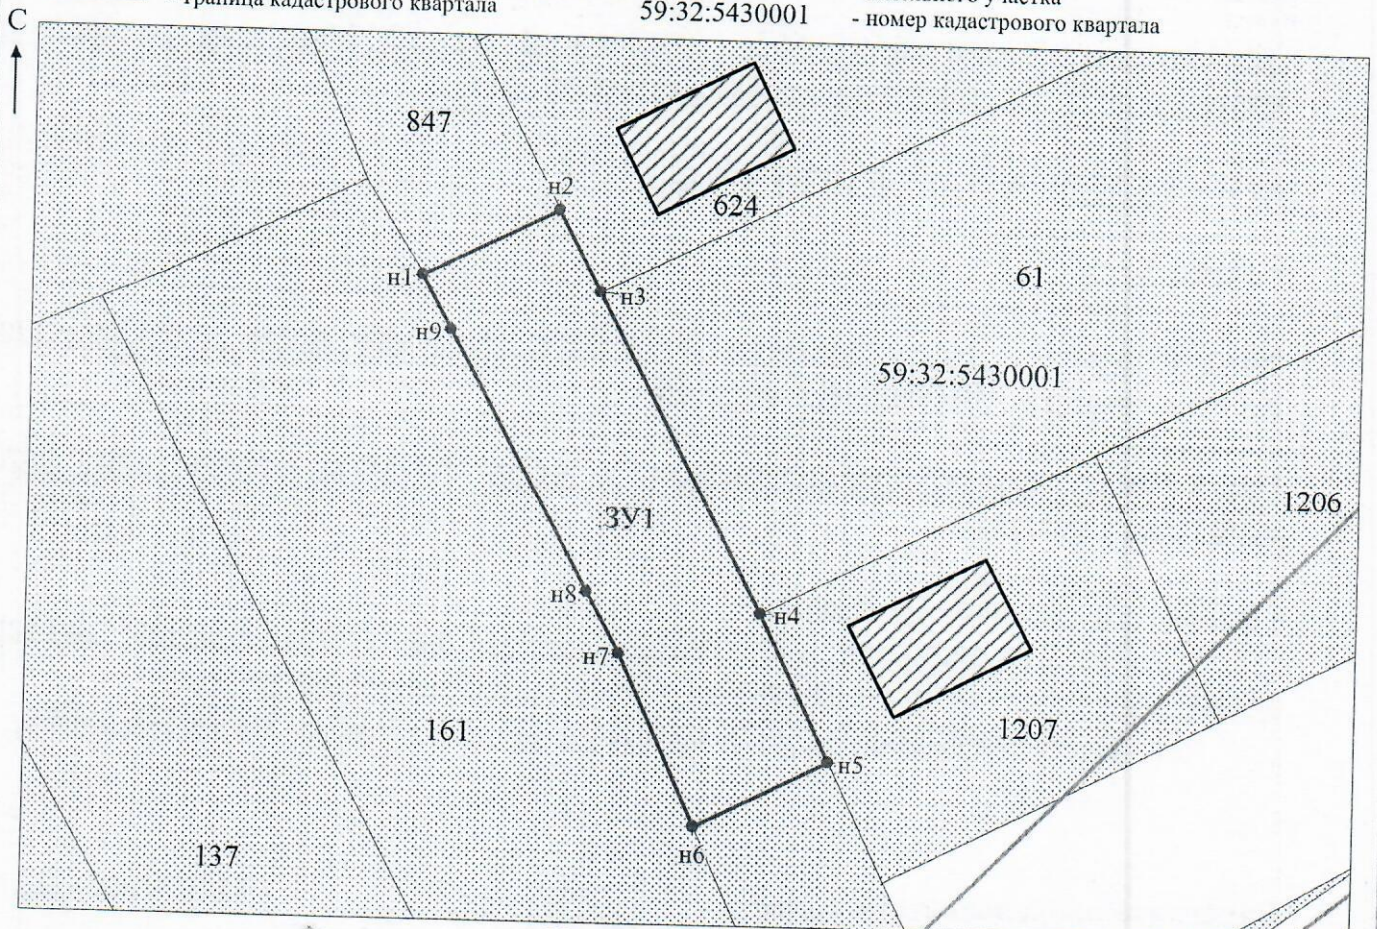 граница кадастрового квартала
59:32:5430001 - номер кадастрового квартала
С
847
н2
624
н1
н3
61
н9
59:32:5430001
1206
ЗУ1
н8
н4
н7
161
1207
н5
н6
137